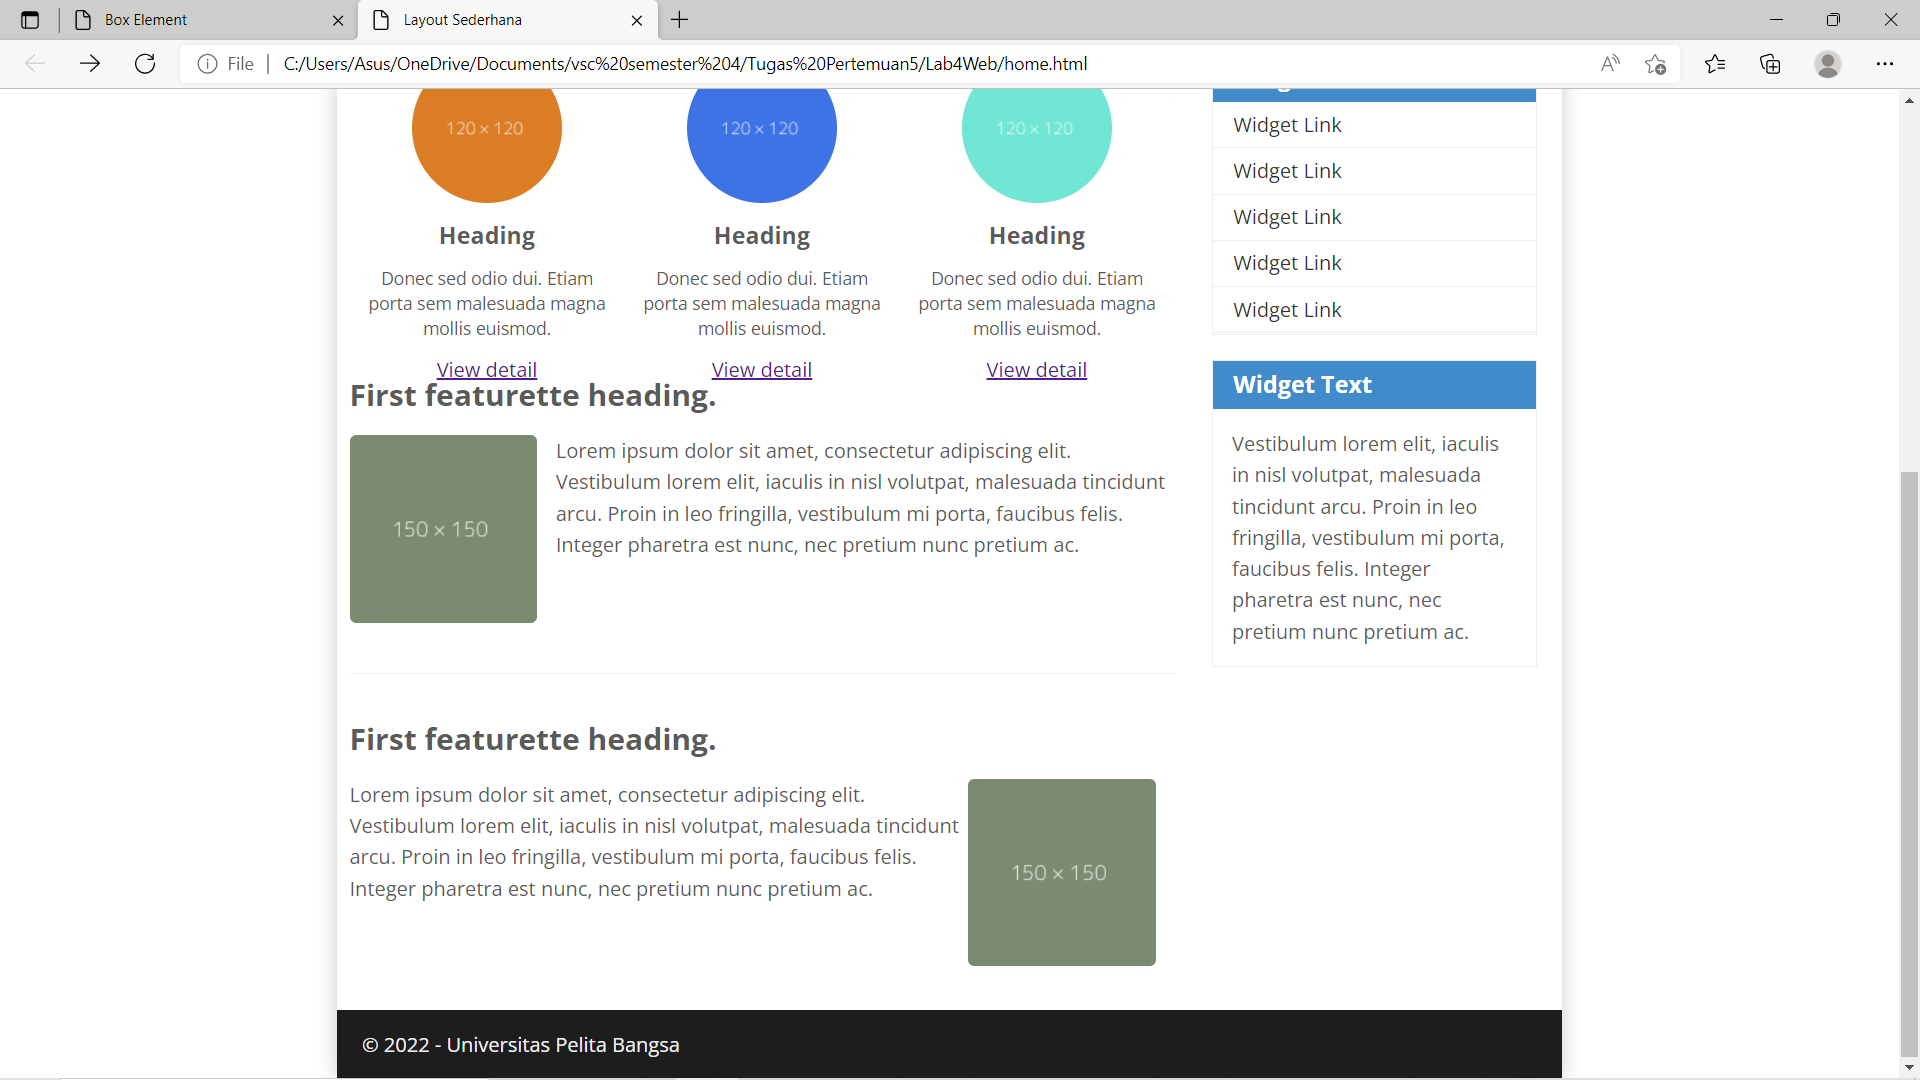 Box Element
Layout Sederhana
File
C:/Users/Asus/OneDrive/Documents/vsc%20semester%204/Tugas%20Pertemuan5/Lab4Web/home.html
120 × 120
120 × 120
120 × 120
Heading
Heading
Heading
Donec sed odio dui. Etiam
porta sem malesuada magna
mollis euismod.
Donec sed odio dui. Etiam
porta sem malesuada magna
mollis euismod.
Donec sed odio dui. Etiam
porta sem malesuada magna
mollis euismod.
View detail
View detail
View detail
First featurette heading.
150 × 150
Lorem ipsum dolor sit amet, consectetur adipiscing elit.
Vestibulum lorem elit, iaculis in nisl volutpat, malesuada tincidunt
arcu. Proin in leo fringilla, vestibulum mi porta, faucibus felis.
Integer pharetra est nunc, nec pretium nunc pretium ac.
First featurette heading.
Lorem ipsum dolor sit amet, consectetur adipiscing elit.
Vestibulum lorem elit, iaculis in nisl volutpat, malesuada tincidunt
arcu. Proin in leo fringilla, vestibulum mi porta, faucibus felis.
Integer pharetra est nunc, nec pretium nunc pretium ac.
150 × 150
Widget Link
Widget Link
Widget Link
Widget Link
Widget Link
Widget Text
Vestibulum lorem elit, iaculis
in nisl volutpat, malesuada
tincidunt arcu. Proin in leo
fringilla, vestibulum mi porta,
faucibus felis. Integer
pharetra est nunc, nec
pretium nunc pretium ac.
© 2022 - Universitas Pelita Bangsa